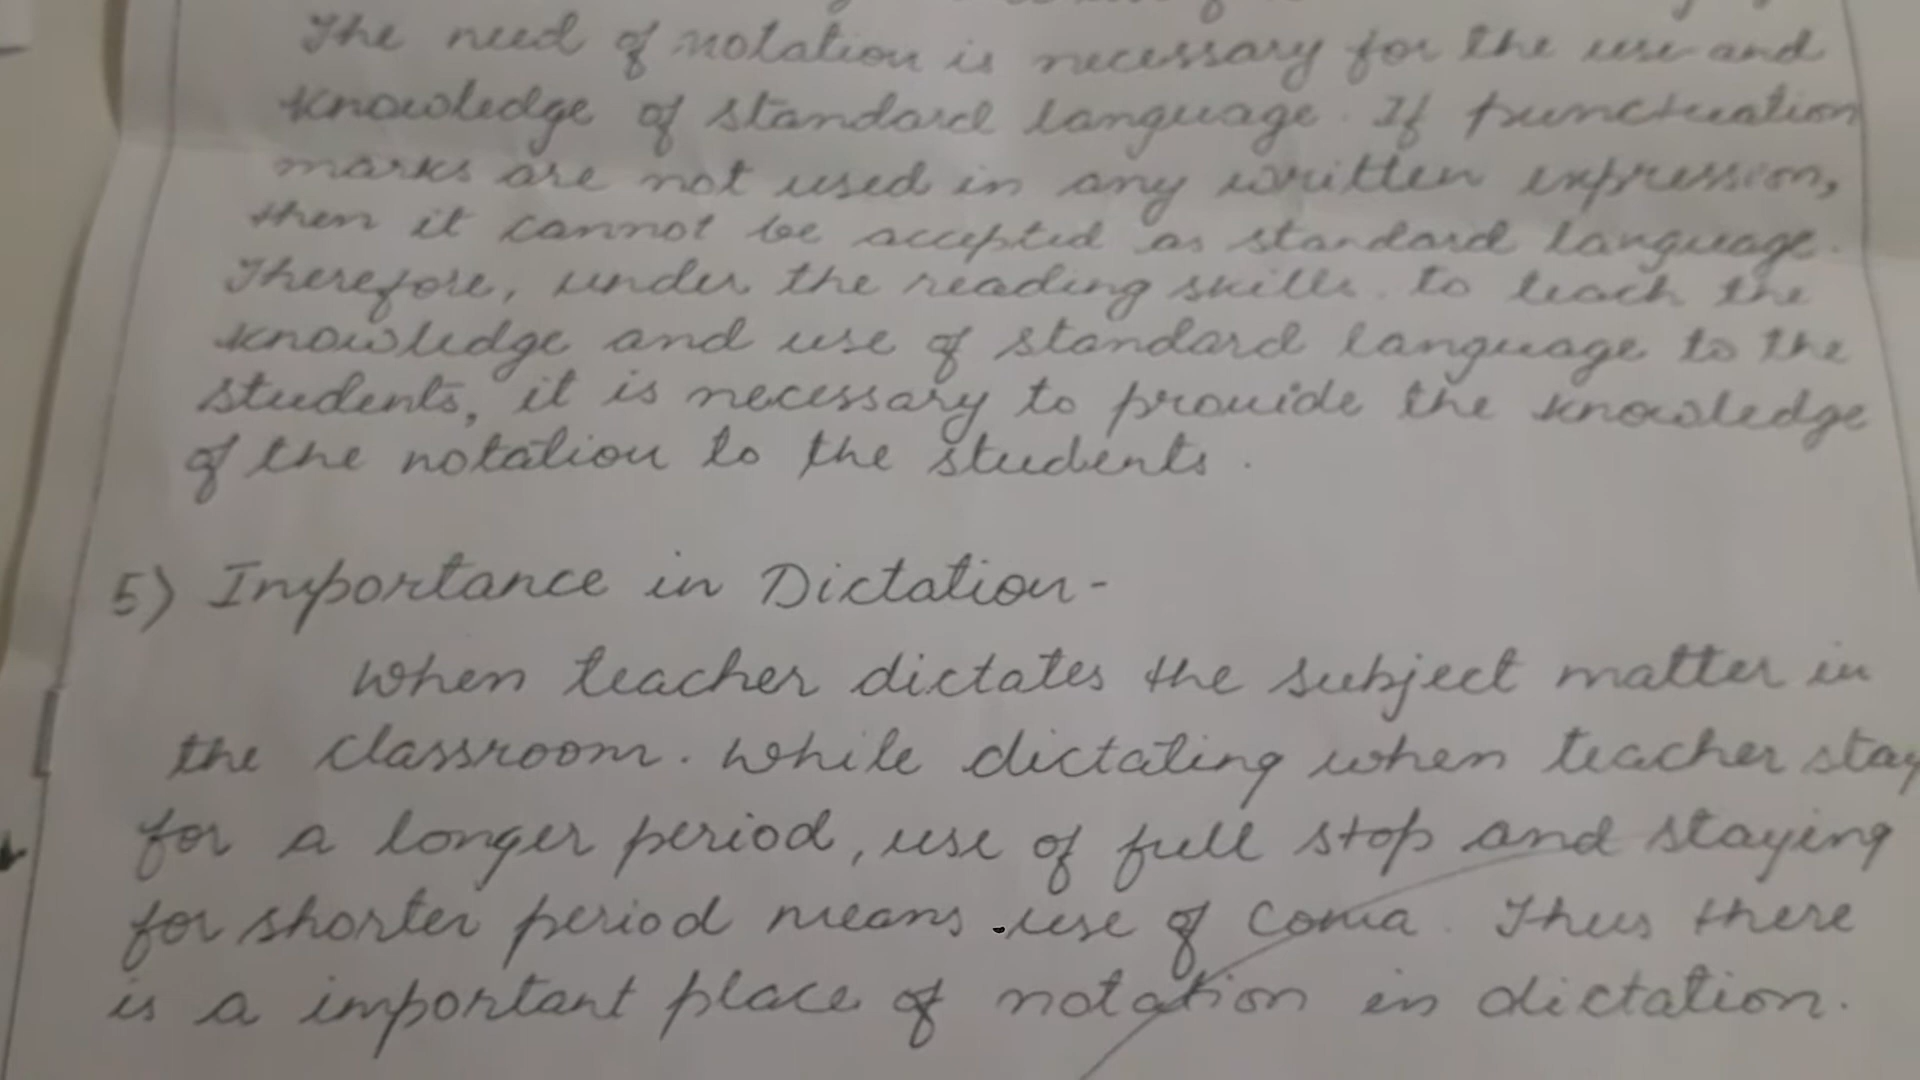 The need of notation is necessary for the use and
knowledge of standard language. If punctuation
marks are not used in any written expression,
then it cannot be accepted as standard language.
Therefore, under the reading skills. to teach the
knowledge and use of standard language to the
students, it is necessary to provide the knowledge
of the notation to the students.
5) Importance in Dictation-
When teacher dictates the subject matter in
the classroom. While dictating when teacher stay
for a longer period, use of full stop and staying
for shorter period means use of Coma. Thus there
is a important place of notation in dictation.